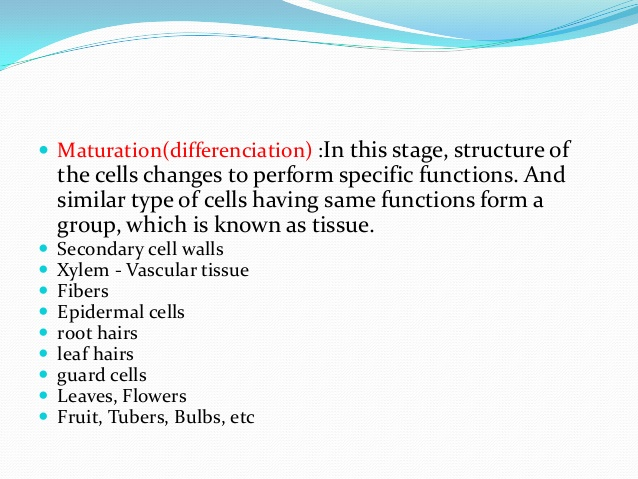 Maturation(differenciation) :In this stage, structure of
the cells changes to perform specific functions. And
similar type of cells having same functions form a
group, which is known as tissue.
Secondary cell walls
Xylem - Vascular tissue
Fibers
Epidermal cells
root hairs
leaf hairs
guard cells
Leaves, Flowers
Fruit, Tubers, Bulbs, etc